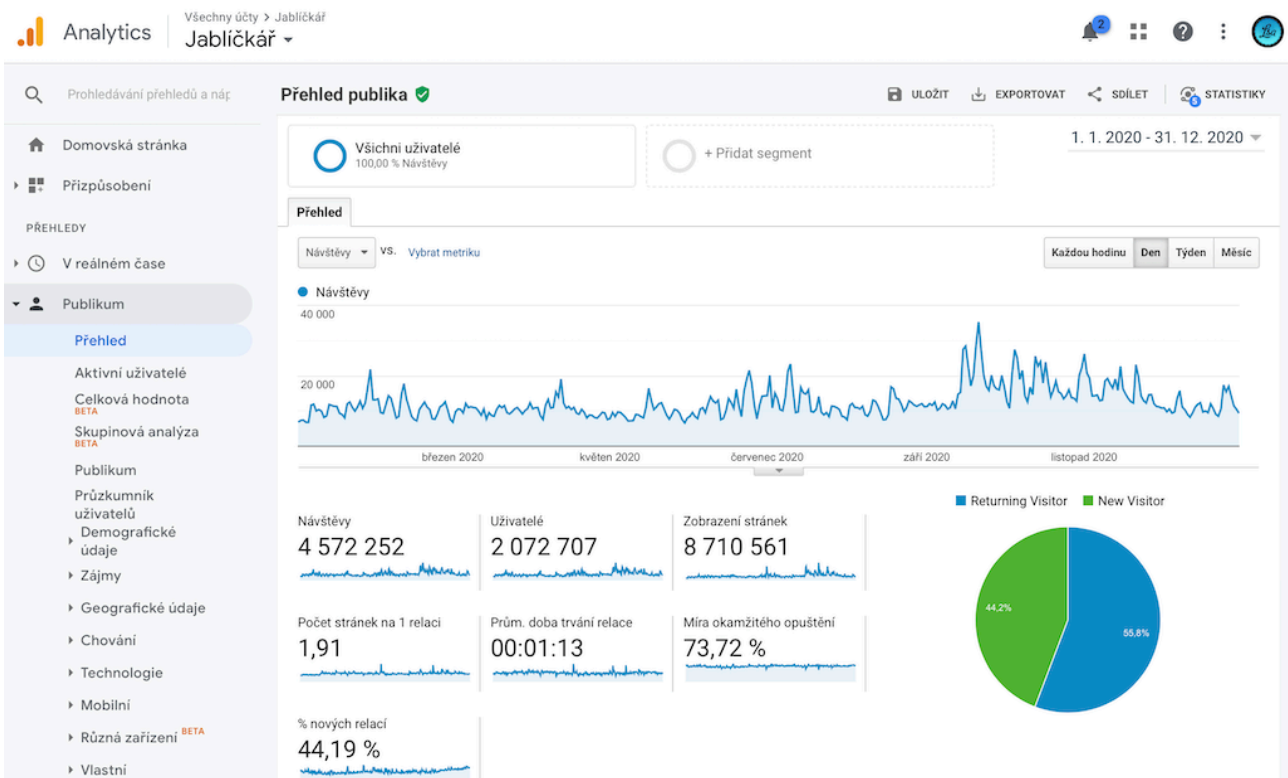 Všechny účty > Jablíčkář
Analytics
Jablíčkář
2
Prohledávání přehledů a náp
Domovská stránka
Přizpůsobení
PŘEHLEDY
V reálném čase
Publikum
Přehled
Aktivní uživatelé
Celková hodnota
BETA
Skupinová analýza
BETA
Publikum
Průzkumník
uživatelů
Demografické
údaje
Zájmy
Geografické údaje
Chování
Technologie
Mobilní
Různá zařízení BETA
Vlastní
Přehled publika
ULOŽIT
EXPORTOVAT
SDÍLET
5
STATISTIKY
Všichni uživatelé
100,00 % Návštěvy
+ Přidat segment
1. 1. 2020 - 31. 12. 2020
Přehled
Návštěvy
VS.
Vybrat metriku
Každou hodinu
Den
Týden
Měsíc
Návštěvy
40 000
20 000
březen 2020
květen 2020
červenec 2020
září 2020
listopad 2020
Návštěvy
4 572 252
Uživatelé
2 072 707
Zobrazení stránek
8 710 561
Počet stránek na 1 relaci
1,91
Prům. doba trvání relace
00:01:13
Míra okamžitého opuštění
73,72 %
% nových relací
44,19 %
Returning Visitor
New Visitor
44,2%
55,8%